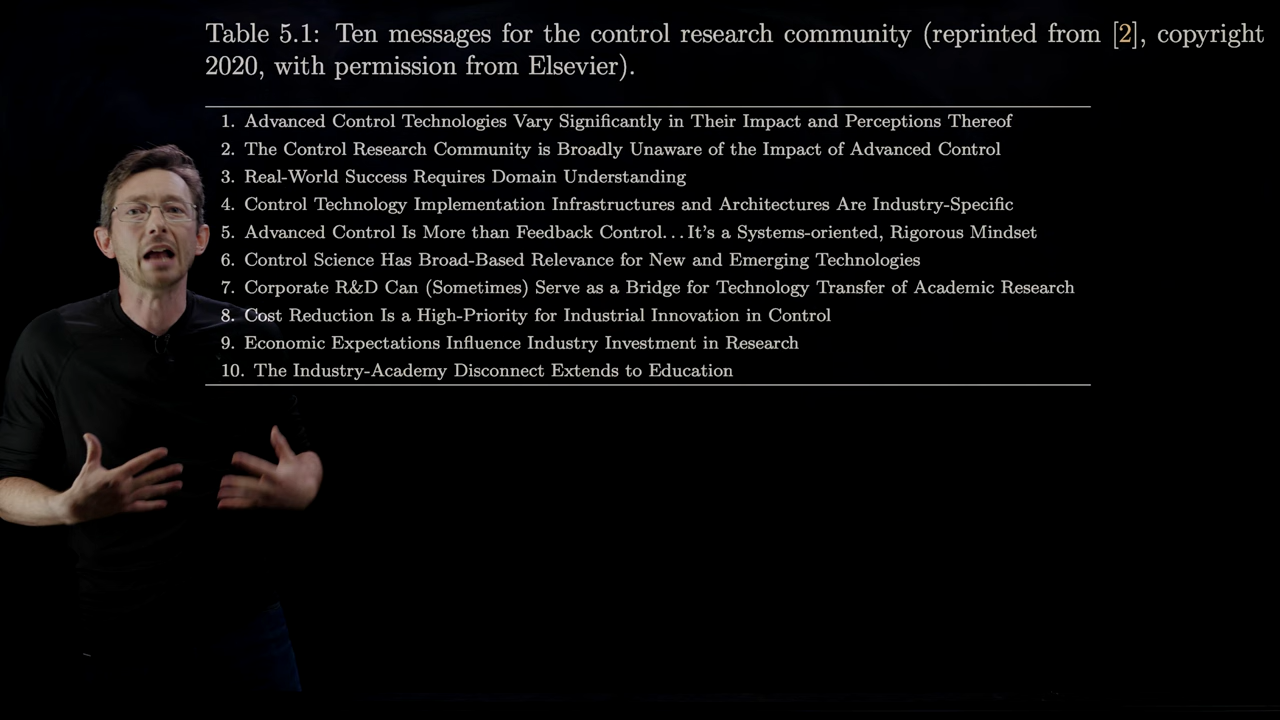 Table 5.1: Ten messages for the control research community (reprinted from [2], copyright
2020, with permission from Elsevier).
1. Advanced Control Technologies Vary Significantly in Their Impact and Perceptions Thereof
2. The Control Research Community is Broadly Unaware of the Impact of Advanced Control
3. Real-World Success Requires Domain Understanding
4. Control Technology Implementation Infrastructures and Architectures Are Industry-Specific
5. Advanced Control Is More than Feedback Control...It's a Systems-oriented, Rigorous Mindset
6. Control Science Has Broad-Based Relevance for New and Emerging Technologies
7. Corporate R&D Can (Sometimes) Serve as a Bridge for Technology Transfer of Academic Research
8. Cost Reduction Is a High-Priority for Industrial Innovation in Control
9. Economic Expectations Influence Industry Investment in Research
10. The Industry-Academy Disconnect Extends to Education